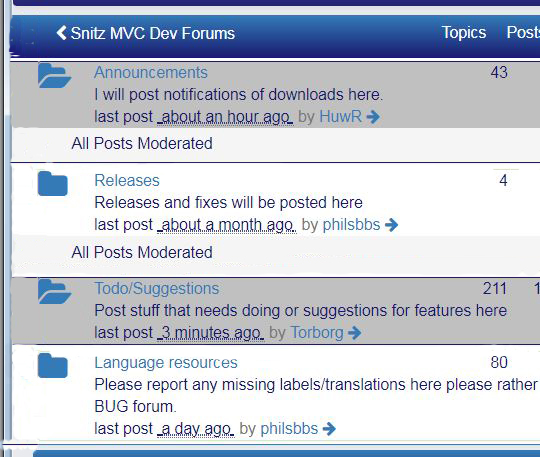 Snitz MVC Dev Forums Topics Posts
Announcements 43
I will post notifications of downloads here.
last post about an hour ago by HuwR
All Posts Moderated
Releases 4
Releases and fixes will be posted here
last post about a month ago by philsbbs
All Posts Moderated
Todo/Suggestions 211 1
Post stuff that needs doing or suggestions for features here
last post 3 minutes ago by Torborg
Language resources 80
Please report any missing labels/translations here please rather
BUG forum.
last post a day ago by philsbbs